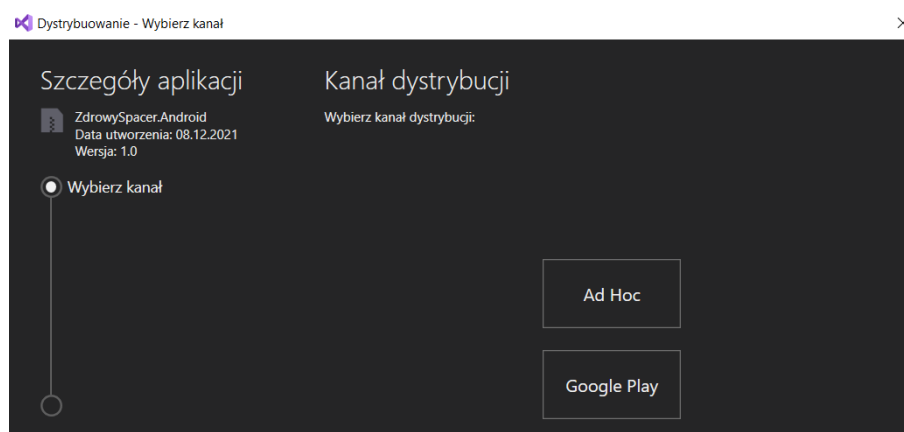 Dystrybuowanie - Wybierz kanał
Szczegóły aplikacji
ZdrowySpacer.Android
Data utworzenia: 08.12.2021
Wersja: 1.0
Wybierz kanał
Kanał dystrybucji
Wybierz kanał dystrybucji:
Ad Hoc
Google Play